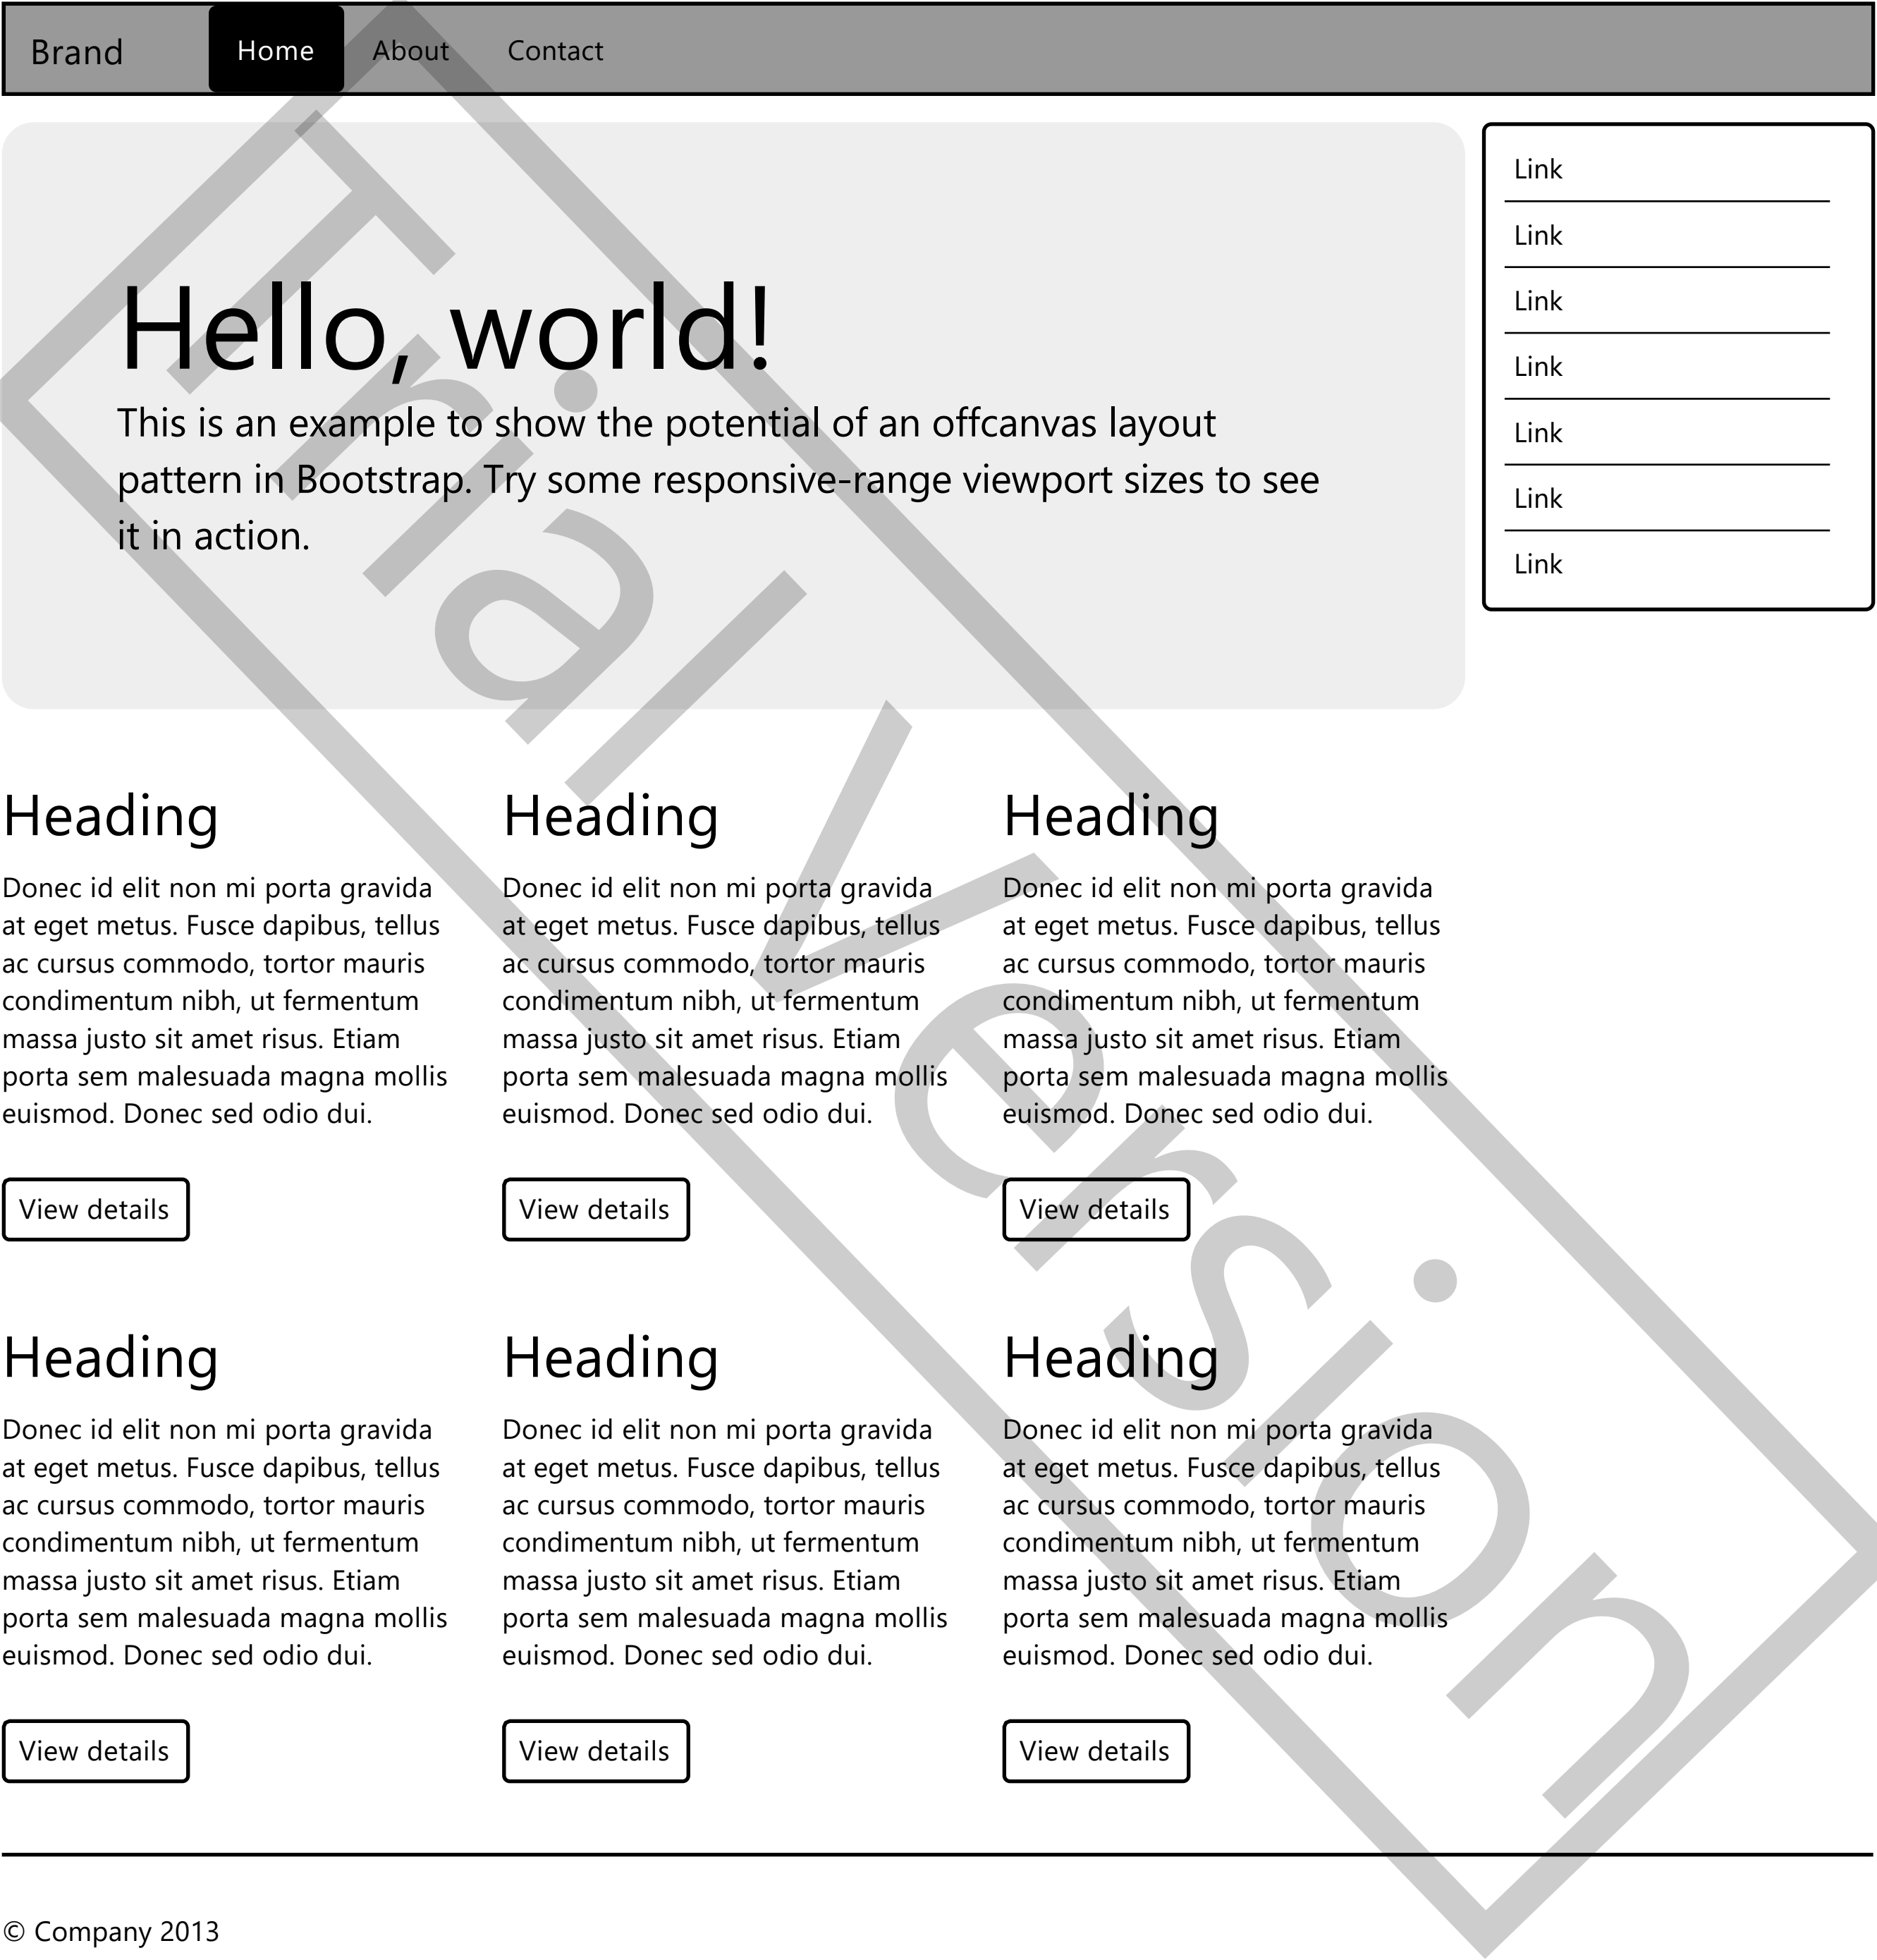 Brand Home About Contact
Hello, world!
This is an example to show the potential of an offcanvas layout
pattern in Bootstrap. Try some responsive-range viewport sizes to see
it in action.
Link
Link
Link
Link
Link
Link
Link
Heading
Donec id elit non mi porta gravida
at eget metus. Fusce dapibus, tellus
ac cursus commodo, tortor mauris
condimentum nibh, ut fermentum
massa justo sit amet risus. Etiam
porta sem malesuada magna mollis
euismod. Donec sed odio dui.
View details
Heading
Donec id elit non mi porta gravida
at eget metus. Fusce dapibus, tellus
ac cursus commodo, tortor mauris
condimentum nibh, ut fermentum
massa justo sit amet risus. Etiam
porta sem malesuada magna mollis
euismod. Donec sed odio dui.
View details
Heading
Donec id elit non mi porta gravida
at eget metus. Fusce dapibus, tellus
ac cursus commodo, tortor mauris
condimentum nibh, ut fermentum
massa justo sit amet risus. Etiam
porta sem malesuada magna mollis
euismod. Donec sed odio dui.
View details
Heading
Donec id elit non mi porta gravida
at eget metus. Fusce dapibus, tellus
ac cursus commodo, tortor mauris
condimentum nibh, ut fermentum
massa justo sit amet risus. Etiam
porta sem malesuada magna mollis
euismod. Donec sed odio dui.
View details
Heading
Donec id elit non mi porta gravida
at eget metus. Fusce dapibus, tellus
ac cursus commodo, tortor mauris
condimentum nibh, ut fermentum
massa justo sit amet risus. Etiam
porta sem malesuada magna mollis
euismod. Donec sed odio dui.
View details
Heading
Donec id elit non mi porta gravida
at eget metus. Fusce dapibus, tellus
ac cursus commodo, tortor mauris
condimentum nibh, ut fermentum
massa justo sit amet risus. Etiam
porta sem malesuada magna mollis
euismod. Donec sed odio dui.
View details
© Company 2013
Trial Version